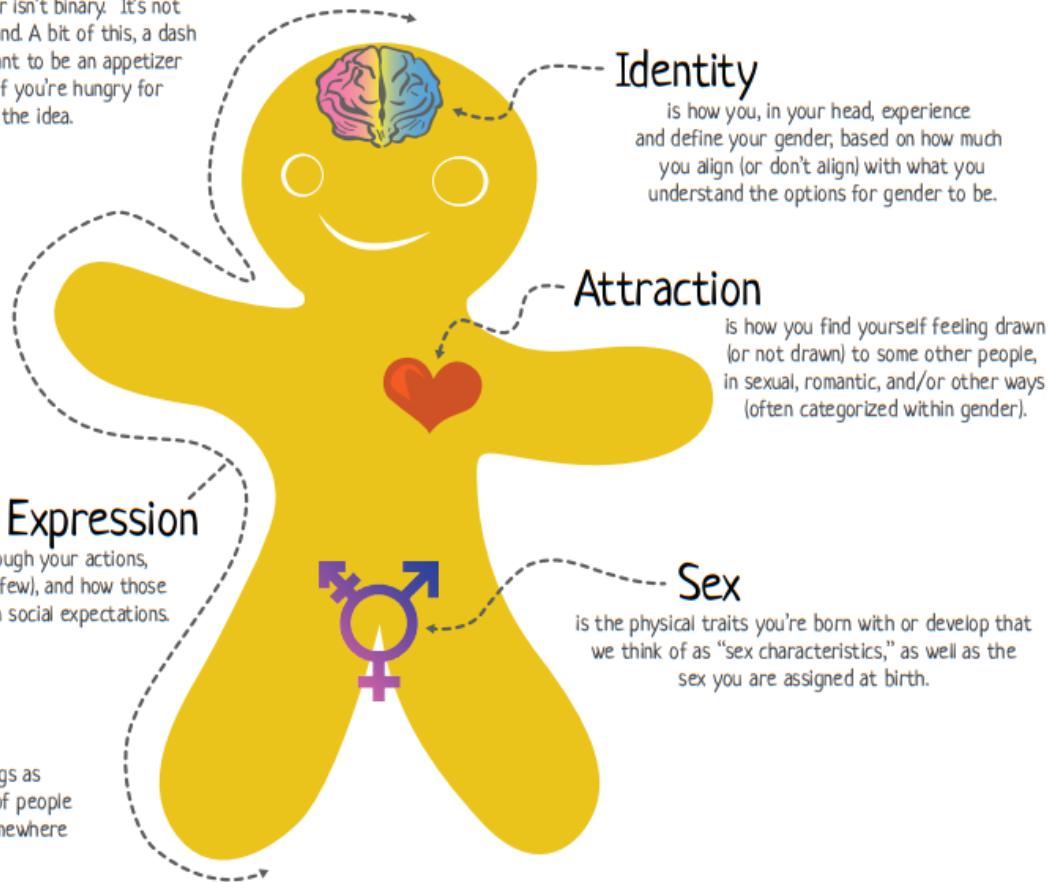 isn't binary. It's not
A bit of this, a dash
to be an appetizer
you're hungry for
the idea.
Identity
is how you, in your head, experience
and define your gender, based on how much
you align (or don't align) with what you
understand the options for gender to be.
Attraction
is how you find yourself feeling drawn
(or not drawn) to some other people,
in sexual, romantic, and/or other ways
(often categorized within gender).
Expression
your actions,
few), and how those
social expectations.
Sex
is the physical traits you're born with or develop that
we think of as “sex characteristics,” as well as the
sex you are assigned at birth.
as
of people